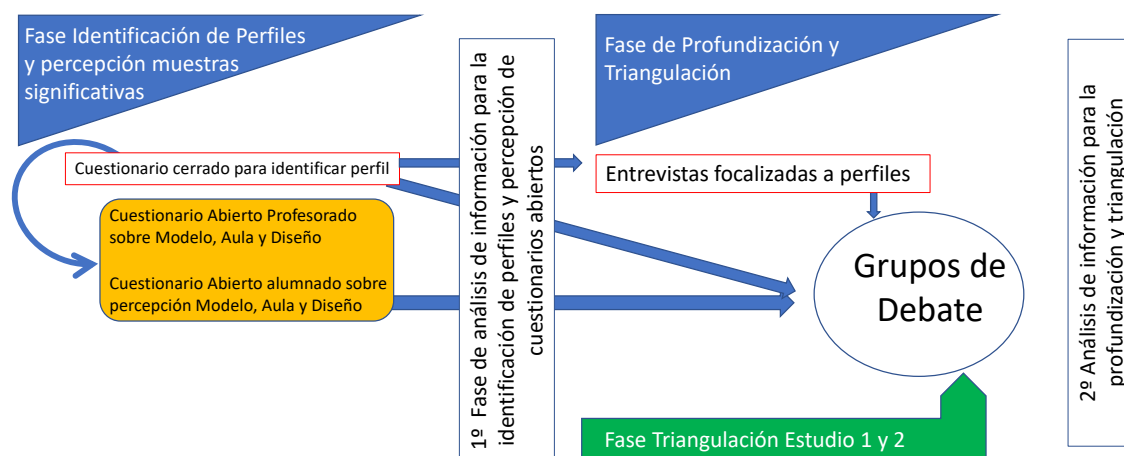 Fase Identificación de Perfiles
y percepción muestras
significativas
Cuestionario cerrado para identificar perfil
Cuestionario Abierto Profesorado
sobre Modelo, Aula y Diseño
Cuestionario Abierto alumnado sobre
percepción Modelo, Aula y Diseño
1º Fase de análisis de información para la
identificación de perfiles y percepción de
cuestionarios abiertos
Fase de Profundización y
Triangulación
Entrevistas focalizadas a perfiles
Grupos de
Debate
Fase Triangulación Estudio 1 y 2
2º Análisis de información para la
profundización y triangulación